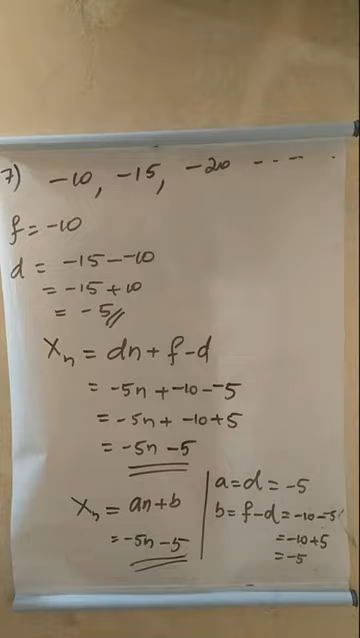 7) -10, -15, -20 ----.
f = -10
d = -15--10
= -15+10
= -5//
Xn = dn + f-d
= -5n + -10--5
= -5n + -10+5
= -5n -5
Xn = an+b
= -5n-5
a=d=-5
b=f-d=-10--5
=-10+5
=-5